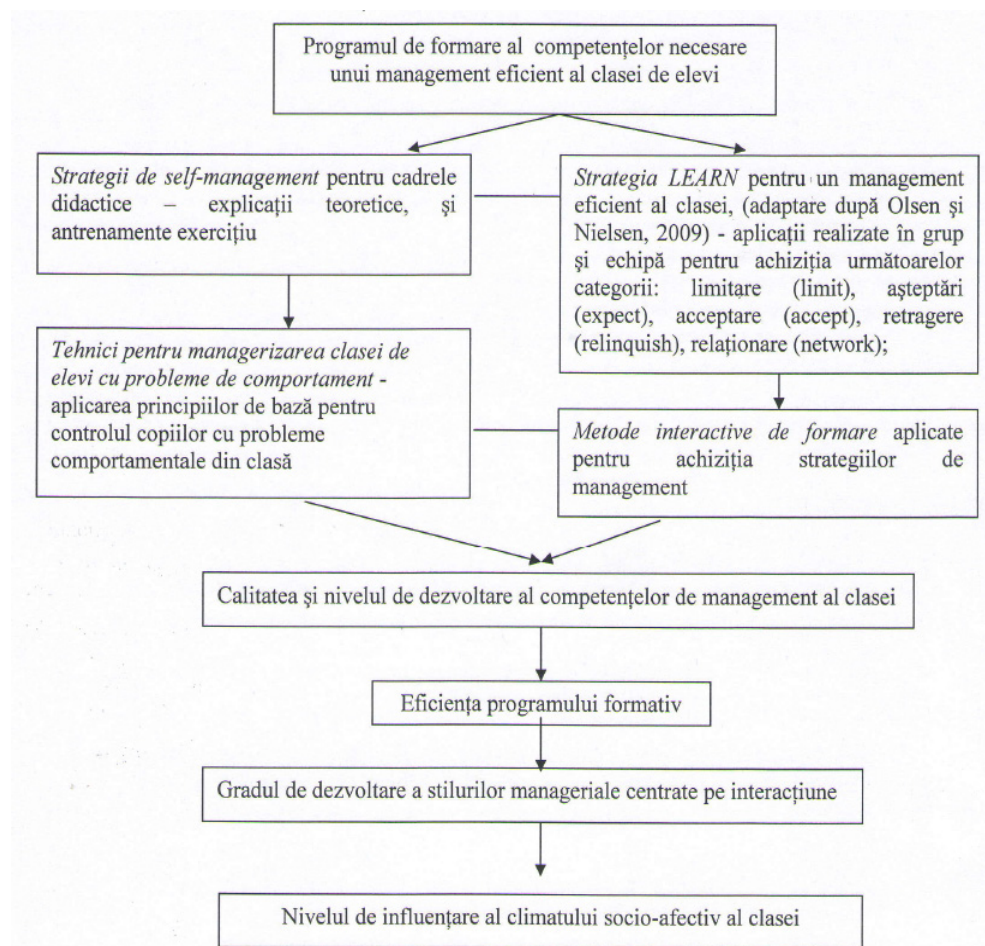 Programul de formare al competențelor necesare
unui management eficient al clasei de elevi
Strategii de self-management pentru cadrele
didactice – explicații teoretice, și
antrenamente exercițiu
Strategia LEARN pentru un management
eficient al clasei, (adaptare după Olsen și
Nielsen, 2009) - aplicații realizate în grup
și echipă pentru achiziția următoarelor
categorii: limitare (limit), așteptări
(expect), acceptare (accept), retragere
(relinquish), relaționare (network);
Tehnici pentru managerizarea clasei de
elevi cu probleme de comportament -
aplicarea principiilor de bază pentru
controlul copiilor cu probleme
comportamentale din clasă
Metode interactive de formare aplicate
pentru achiziția strategiilor de
management
Calitatea și nivelul de dezvoltare al competențelor de management al clasei
Eficiența programului formativ
Gradul de dezvoltare a stilurilor manageriale centrate pe interacțiune
Nivelul de influențare al climatului socio-afectiv al clasei